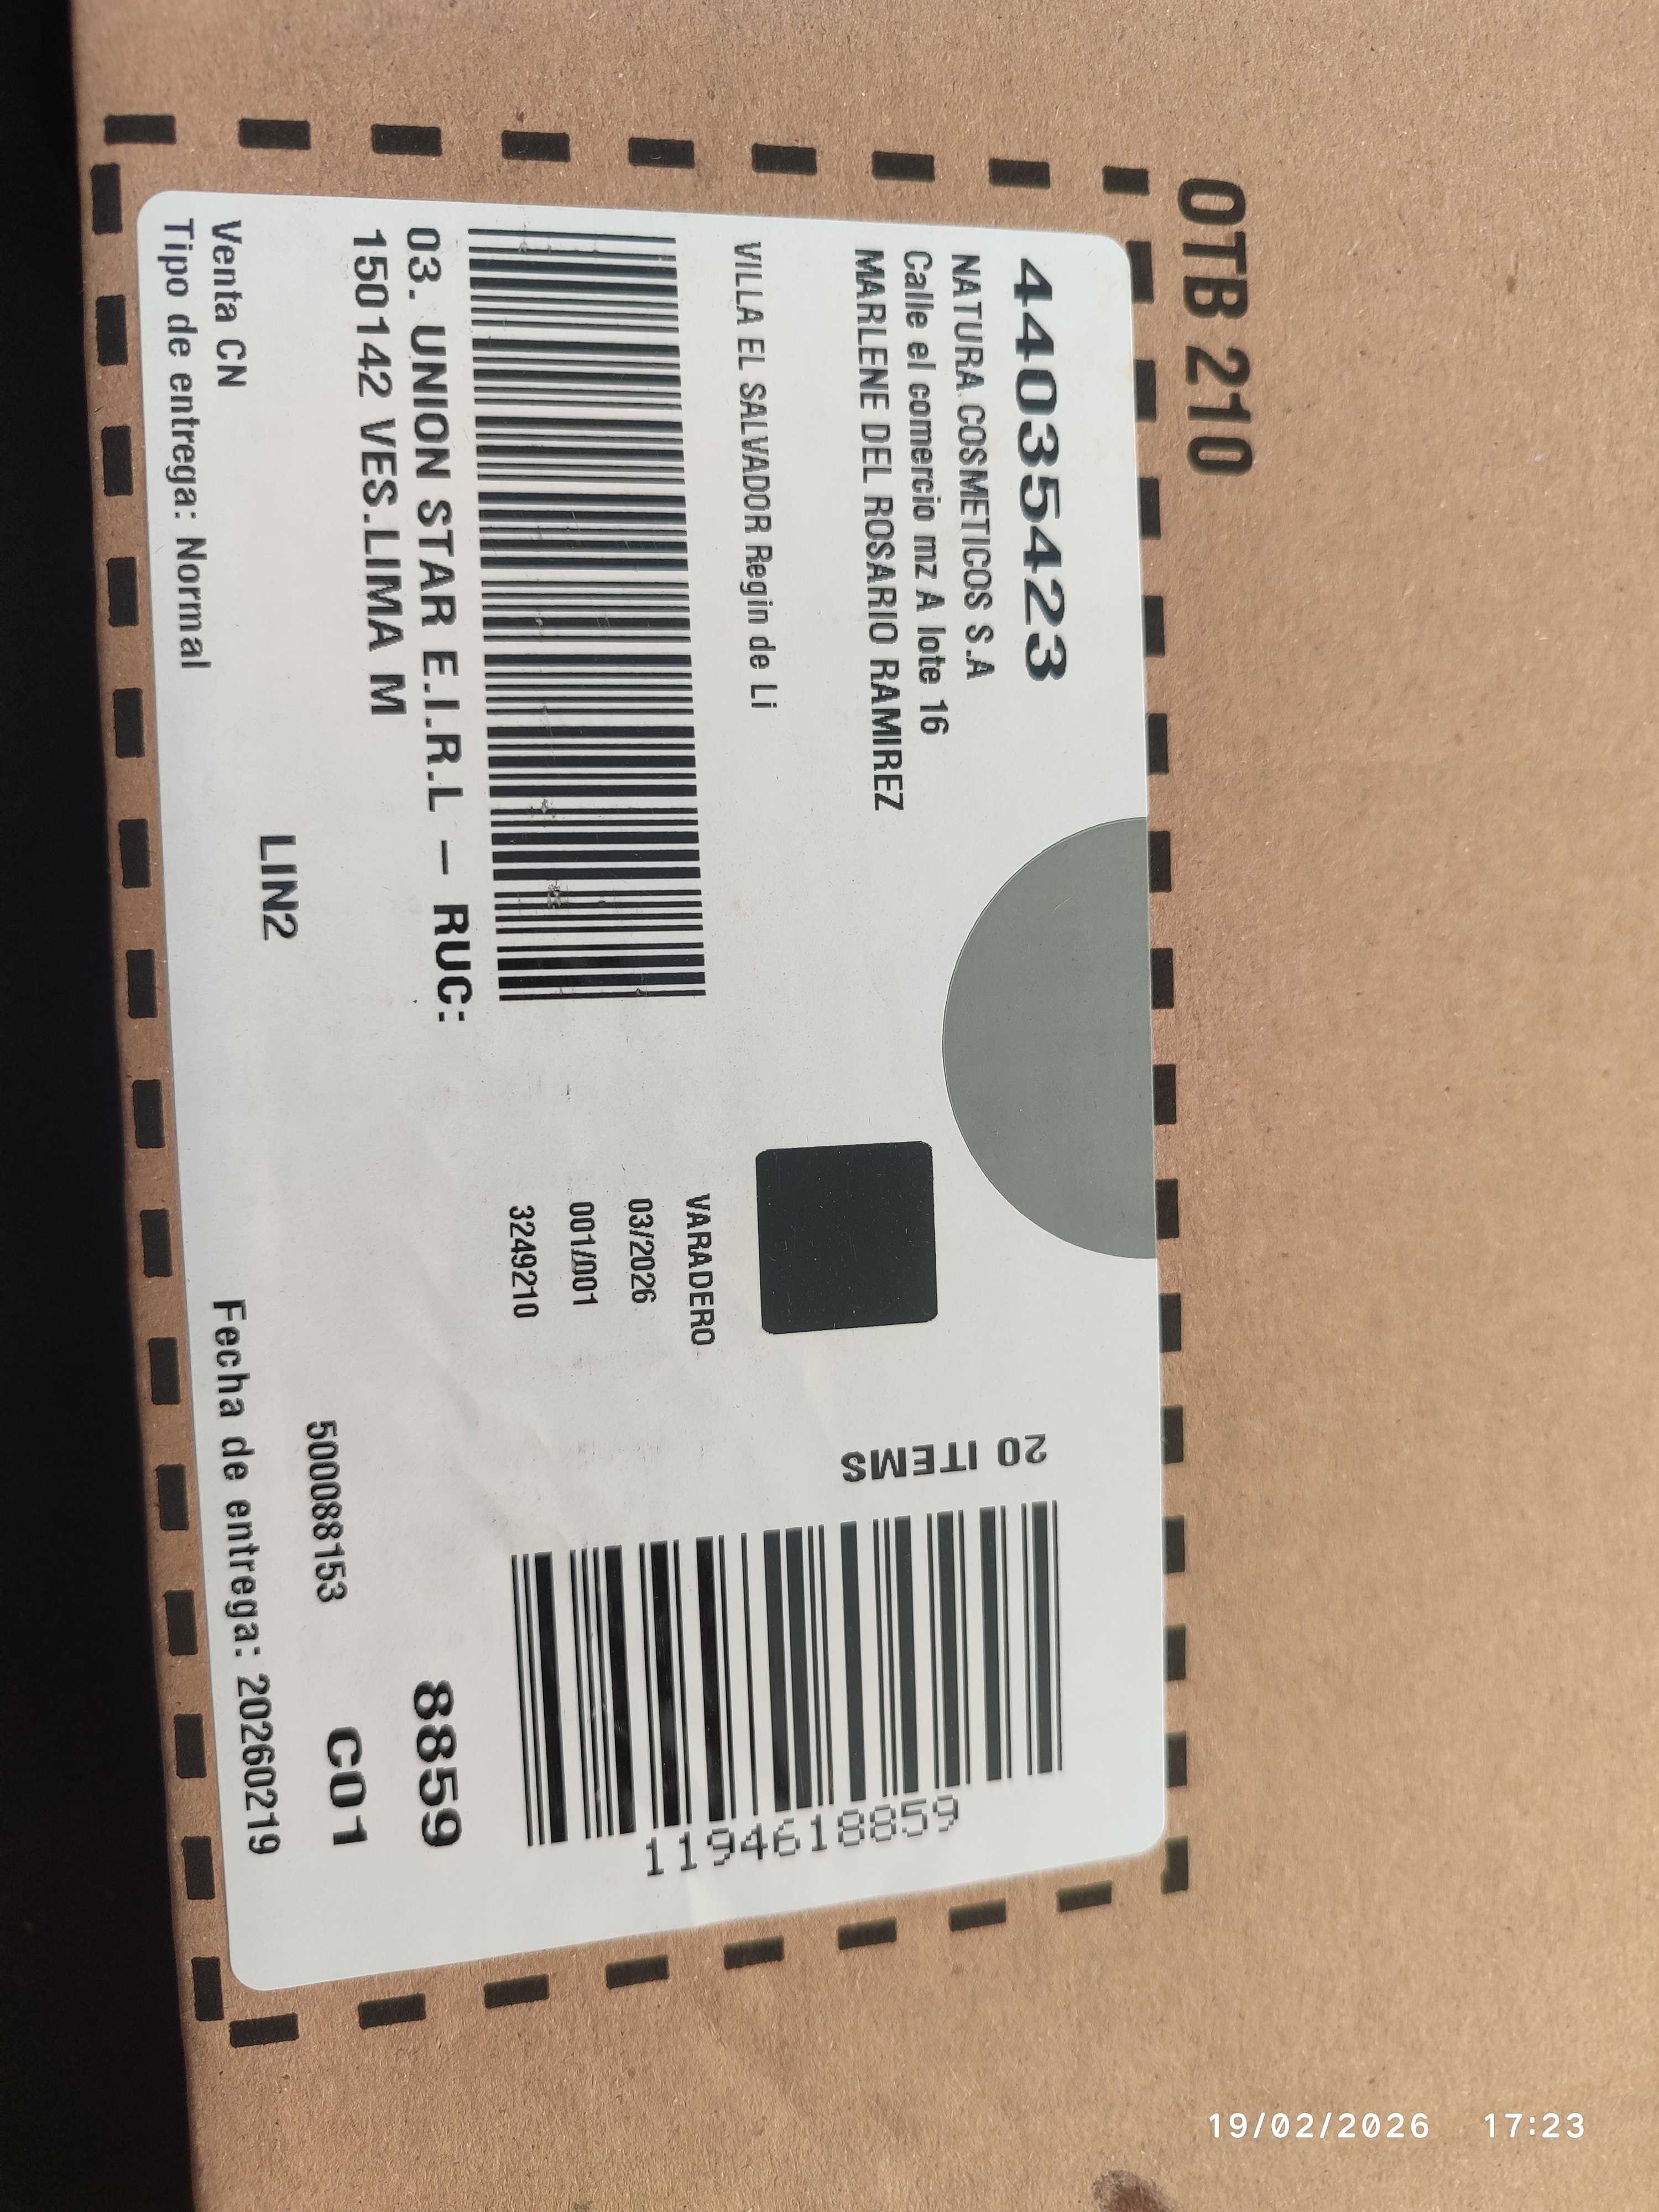 OTB 210
44035423
NATURA COSMETICOS S.A
Calle el comercio mz A lote 16
MARLENE DEL ROSARIO RAMIREZ
VILLA EL SALVADOR Regin de Li
20 ITEMS
1194618859
VARADERO
03/2026
001/001
3249210
03. UNION STAR E.I.R.L – RUC:
8859
150142 VES.LIMA M
50088153
C01
LIN2
Venta CN
Fecha de entrega: 20260219
Tipo de entrega: Normal
19/02/2026 17:23